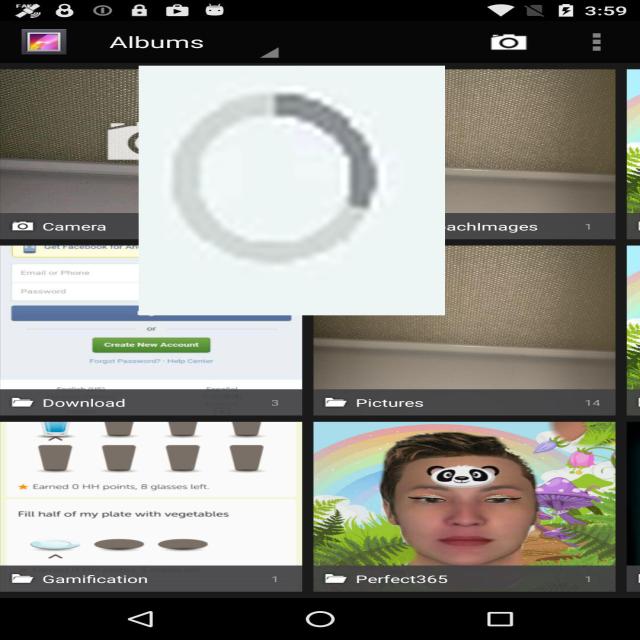 3:59
Albums
Camera
achImages 1
Get Facebook for An
Email or Phone
Password
or
Create New Account
Forgot Password? · Help Center
Download 3
Pictures 14
Earned 0 HH points, 8 glasses left.
Fill half of my plate with vegetables
Gamification 1
Perfect365 1